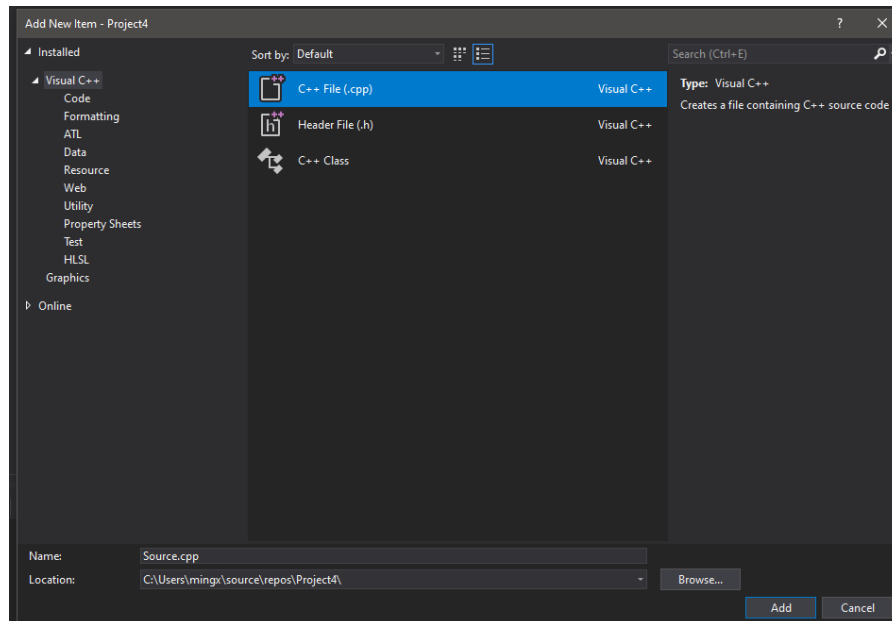 Add New Item - Project4
? ×
Installed
Sort by: Default
Search (Ctrl+E)
Visual C++
Code
Formatting
ATL
Data
Resource
Web
Utility
Property Sheets
Test
HLSL
Graphics
Online
C++ File (.cpp) Visual C++
Header File (.h) Visual C++
C++ Class Visual C++
Type: Visual C++
Creates a file containing C++ source code
Name: Source.cpp
Location: C:\Users\mingx\source\repos\Project4\ Browse...
Add Cancel